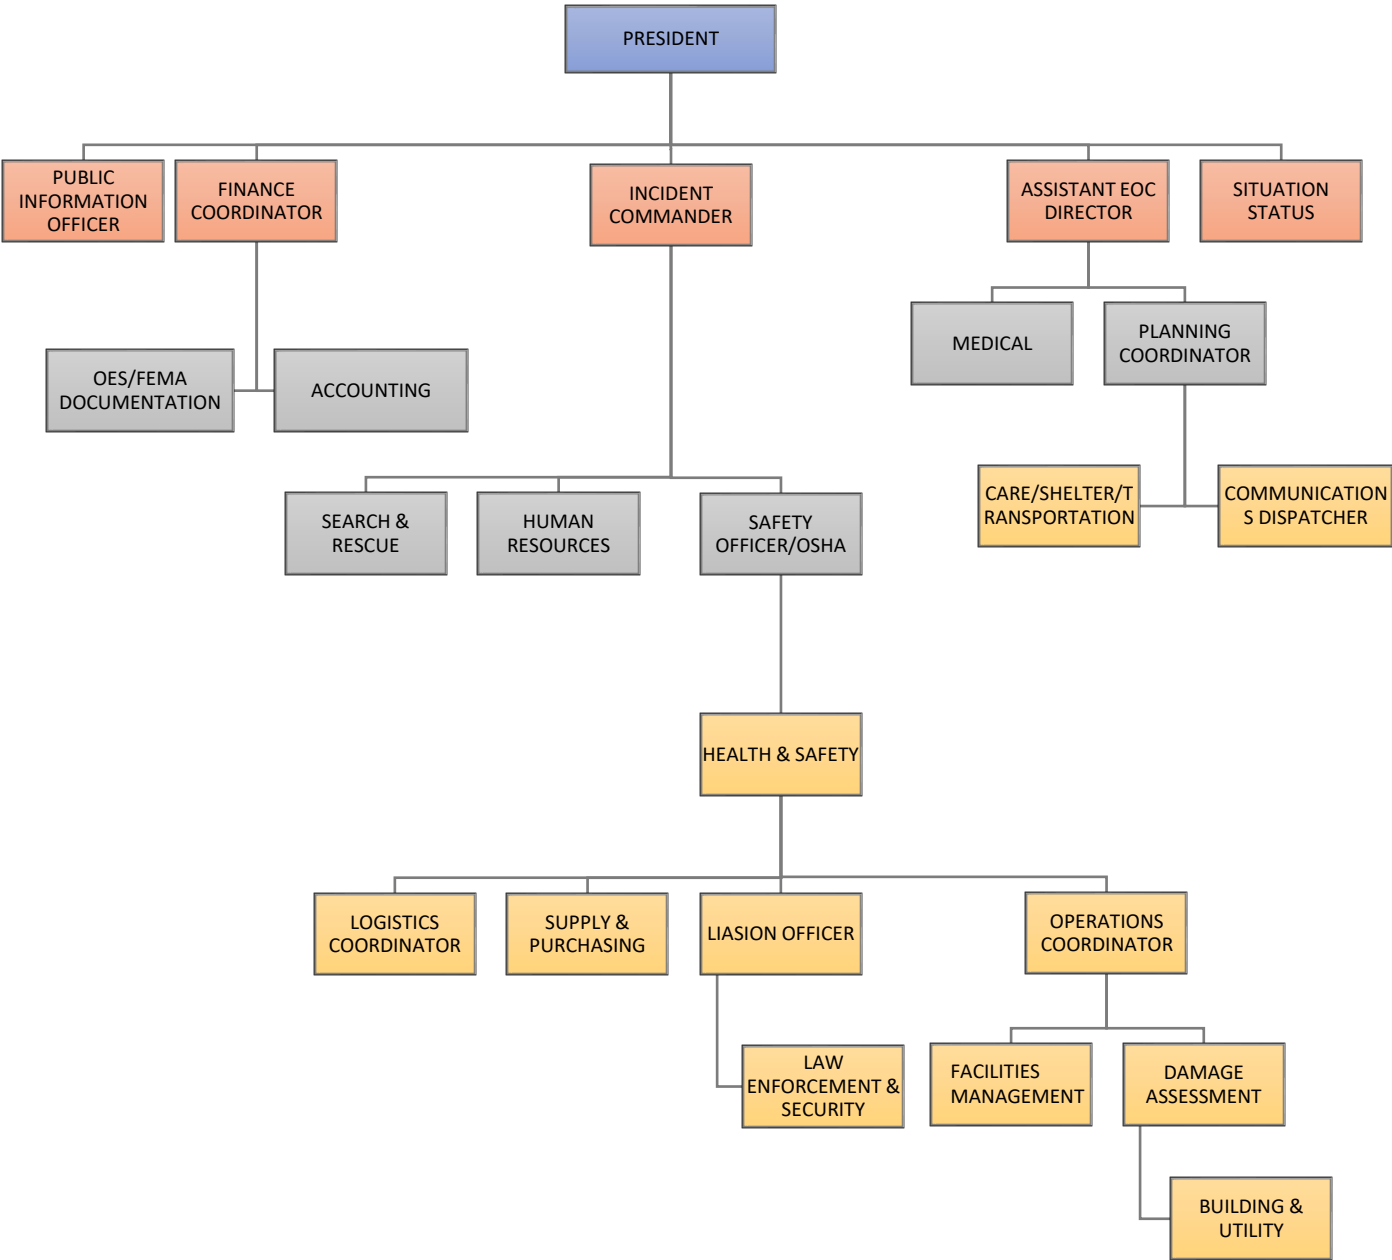 PRESIDENT
PUBLIC
INFORMATION
OFFICER
FINANCE
COORDINATOR
INCIDENT
COMMANDER
ASSISTANT EOC
DIRECTOR
SITUATION
STATUS
MEDICAL
PLANNING
COORDINATOR
OES/FEMA
DOCUMENTATION
ACCOUNTING
CARE/SHELTER/T
RANSPORTATION
COMMUNICATION
S DISPATCHER
SEARCH &
RESCUE
HUMAN
RESOURCES
SAFETY
OFFICER/OSHA
HEALTH & SAFETY
LOGISTICS
COORDINATOR
SUPPLY &
PURCHASING
LIASION OFFICER
OPERATIONS
COORDINATOR
LAW
ENFORCEMENT &
SECURITY
FACILITIES
MANAGEMENT
DAMAGE
ASSESSMENT
BUILDING &
UTILITY